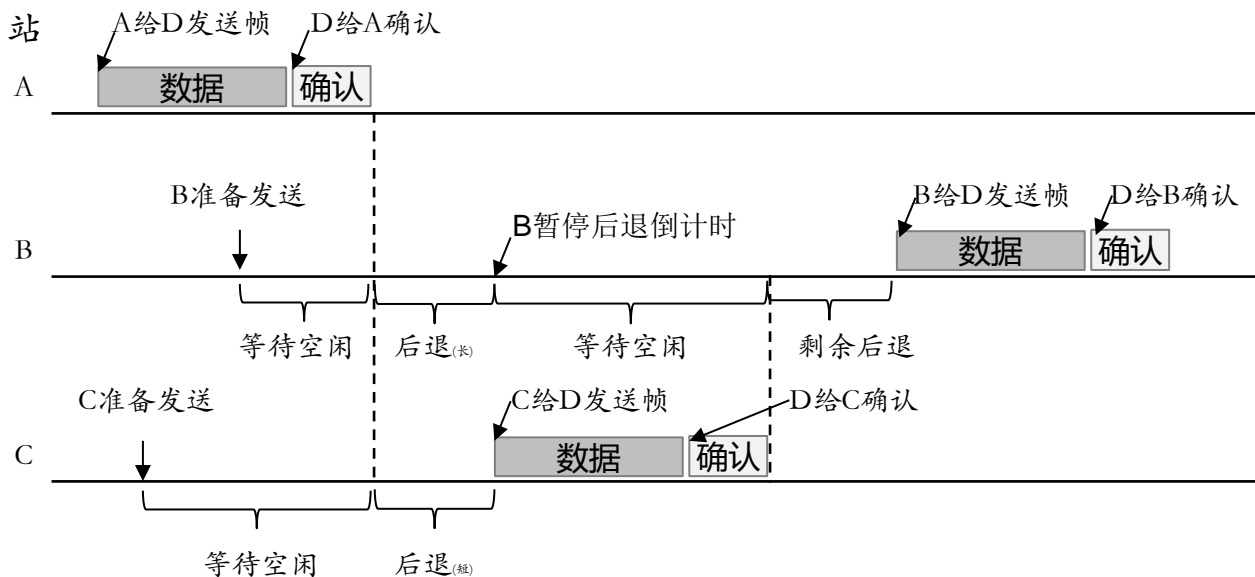 站
A给D发送帧 D给A确认
A 数据 确认
B准备发送 B给D发送帧 D给B确认
B暂停后退倒计时
B 数据 确认
等待空闲 后退(长) 等待空闲 剩余后退
C准备发送 C给D发送帧 D给C确认
C 数据 确认
等待空闲 后退(短)